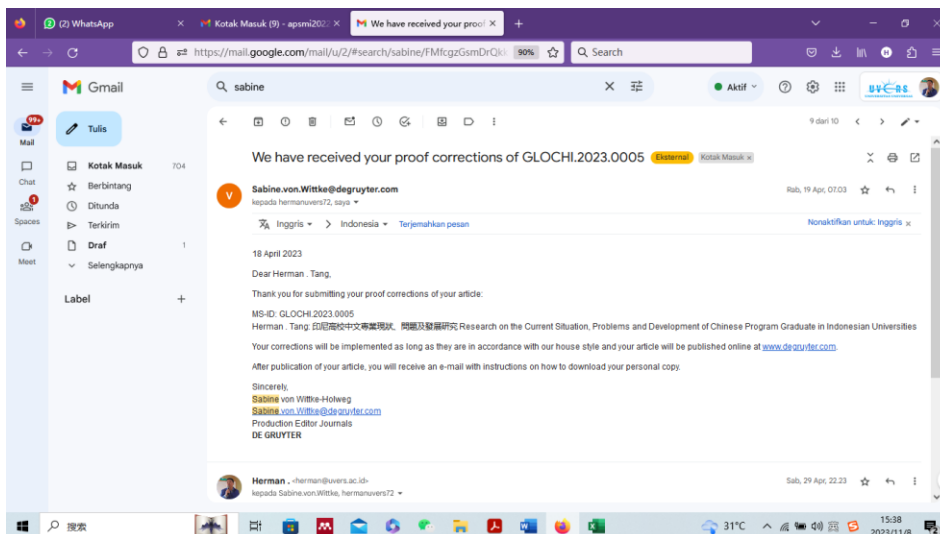 (2) WhatsApp
Kotak Masuk (9) - apsmi2022
We have received your proof
https://mail.google.com/mail/u/2/#search/sabine/FMfcgzGsmDrQkk
90%
Search
Gmail
sabine
Aktif
UVERS
99+
Mail
Chat
Spaces
Meet
Tulis
Kotak Masuk 704
Berbintang
Ditunda
Terkirim
Draf 1
Selengkapnya
Label
9 dari 10
We have received your proof corrections of GLOCHI.2023.0005 Eksternal Kotak Masuk x
V
Sabine.von.Wittke@degruyter.com
Rab, 19 Apr, 07.03
kepada hermanuvers72, saya
Inggris > Indonesia Terjemahkan pesan
Nonaktifkan untuk: Inggris x
18 April 2023
Dear Herman . Tang,
Thank you for submitting your proof corrections of your article:
MS-ID: GLOCHI.2023.0005
Herman . Tang: 印尼高校中文專業現狀、問題及發展研究 Research on the Current Situation, Problems and Development of Chinese Program Graduate in Indonesian Universities
Your corrections will be implemented as long as they are in accordance with our house style and your article will be published online at www.degruyter.com.
After publication of your article, you will receive an e-mail with instructions on how to download your personal copy.
Sincerely,
Sabine von Wittke-Holweg
Sabine.von.Wittke@degruyter.com
Production Editor Journals
DE GRUYTER
Herman . <herman@uvers.ac.id>
Sab, 29 Apr, 22.23
kepada Sabine.von.Wittke, hermanuvers72
搜索
31°C
15:38
2023/11/8